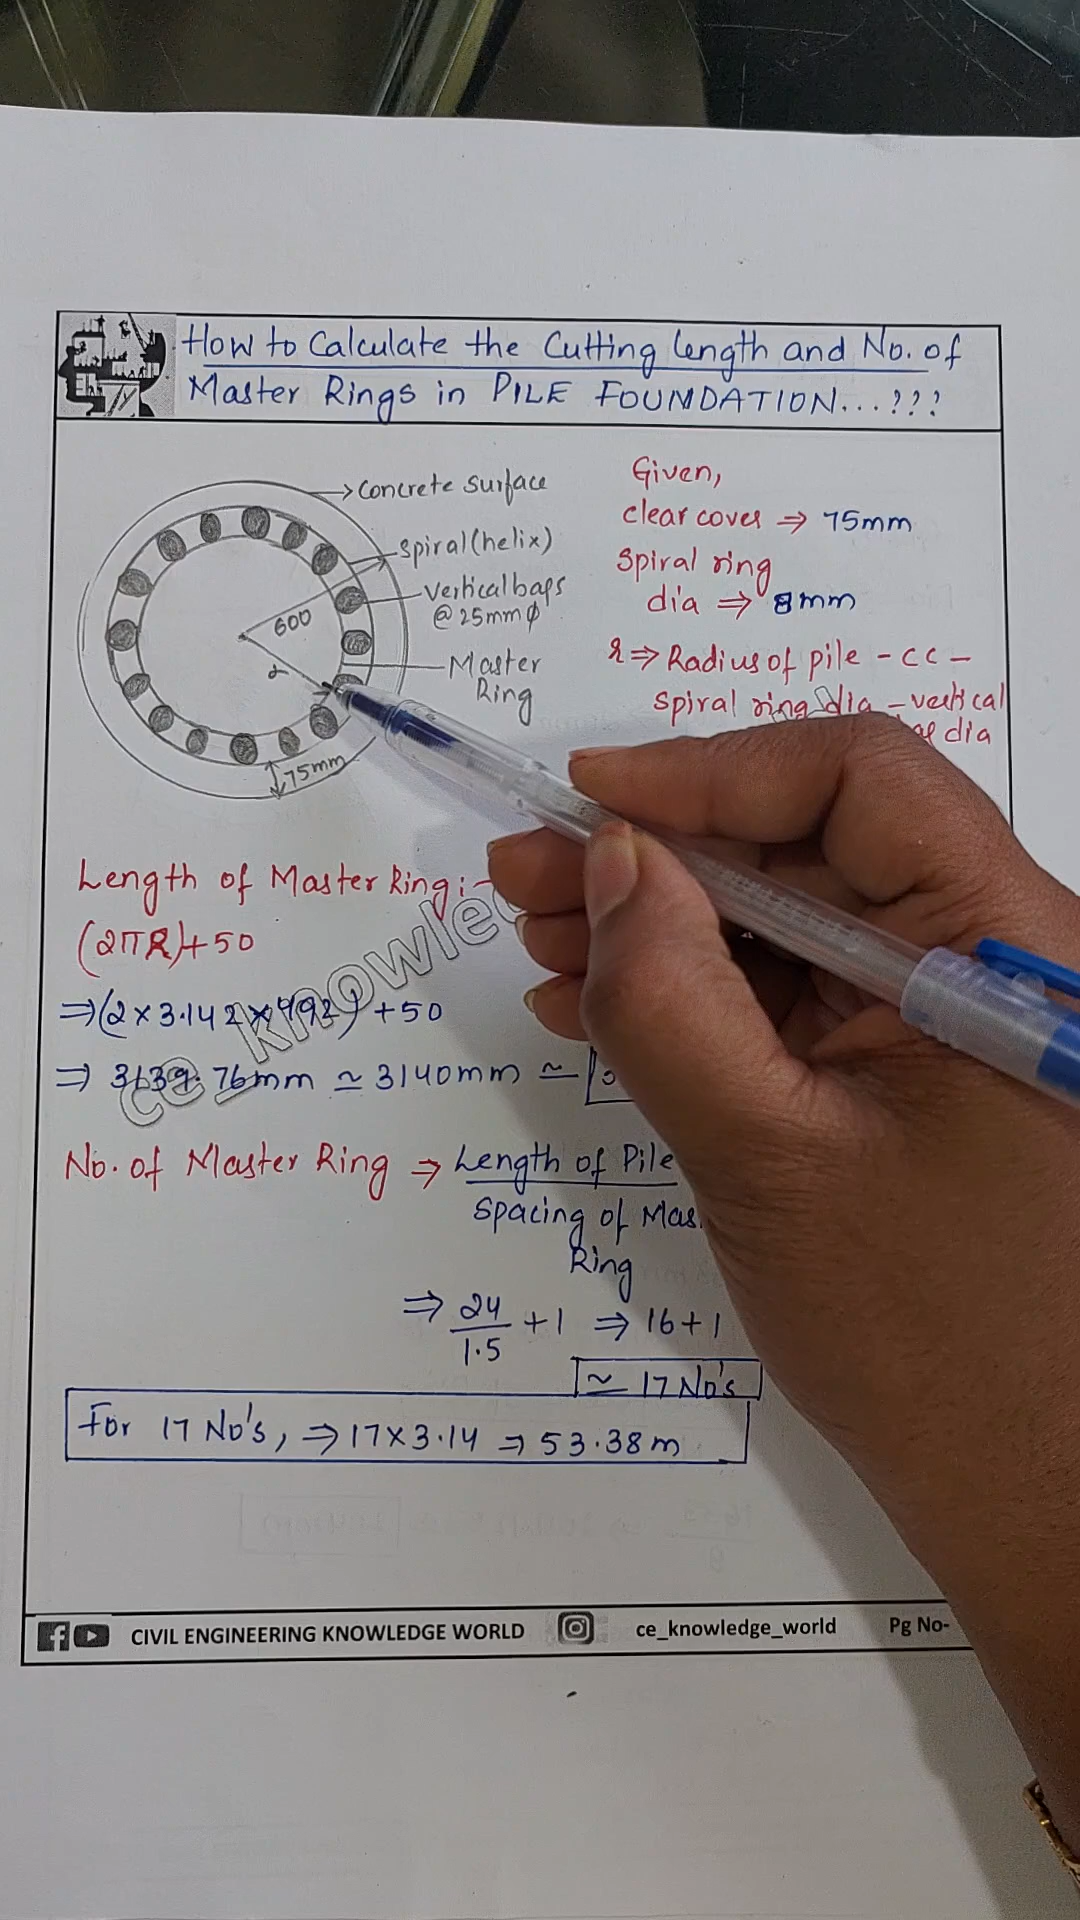 How to Calculate the Cutting length and No. of
Master Rings in PILE FOUNDATION...???
Concrete surface
Spiral (helix)
Vertical bars
@ 25mm ϕ
Master
Ring
600
r
75mm
Given,
clear cover ⇒ 75mm
Spiral ring
dia ⇒ 8mm
r ⇒ Radius of pile - cc -
spiral ring dia - vertical
dia
Length of Master Ring :-
(2πR)+50
⇒ (2 x 3.142 x 492) + 50
⇒ 3139.76mm ≃ 3140mm ≃
No. of Master Ring ⇒ Length of Pile
Spacing of
Ring
⇒ 24/1.5 + 1 ⇒ 16+1
≃ 17 No's
For 17 No's, ⇒ 17 x 3.14 ⇒ 53.38m
ce knowle
CIVIL ENGINEERING KNOWLEDGE WORLD ce_knowledge_world Pg No-